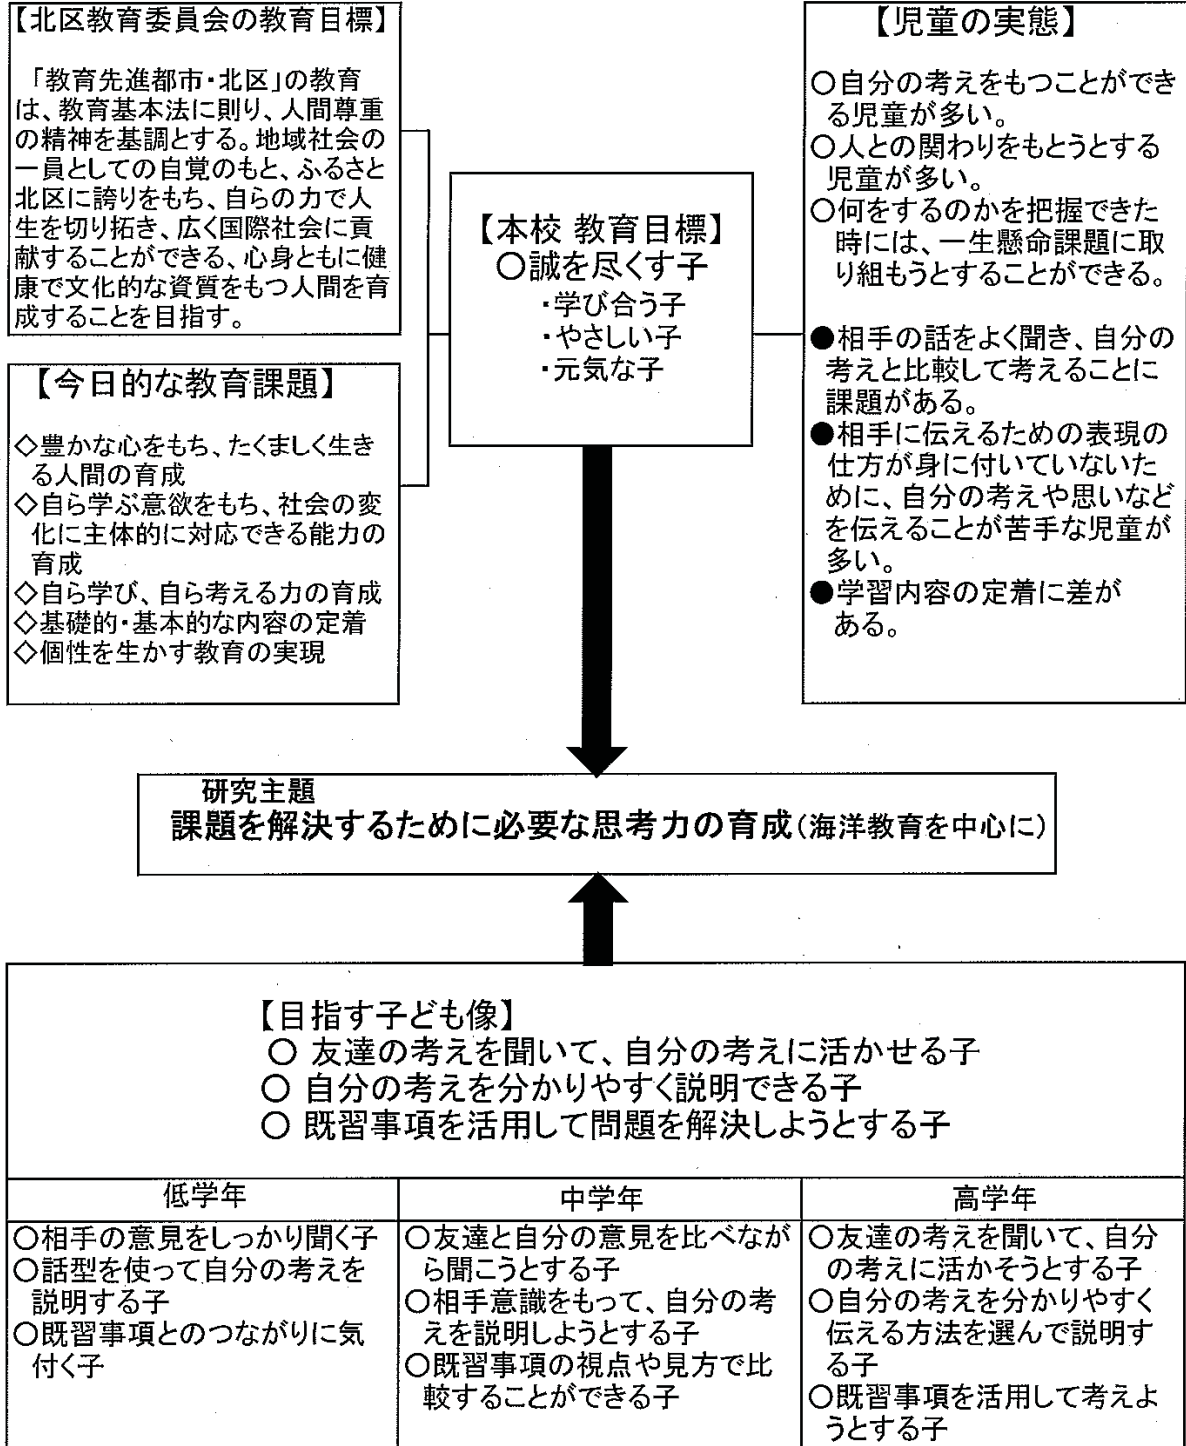 【北区教育委員会の教育目標】
「教育先進都市・北区」の教育
は、教育基本法に則り、人間尊重
の精神を基調とする。地域社会の
一員としての自覚のもと、ふるさと
北区に誇りをもち、自らの力で人
生を切り拓き、広く国際社会に貢
献することができる、心身ともに健
康で文化的な資質をもつ人間を育
成することを目指す。
【今日的な教育課題】
◇豊かな心をもち、たくましく生き
る人間の育成
◇自ら学ぶ意欲をもち、社会の変
化に主体的に対応できる能力の
育成
◇自ら学び、自ら考える力の育成
◇基礎的・基本的な内容の定着
◇個性を生かす教育の実現
【本校 教育目標】
〇誠を尽くす子
・学び合う子
・やさしい子
・元気な子
【児童の実態】
〇自分の考えをもつことができ
る児童が多い。
〇人との関わりをもとうとする
児童が多い。
〇何をするのかを把握できた
時には、一生懸命課題に取
り組もうとすることができる。
●相手の話をよく聞き、自分の
考えと比較して考えることに
課題がある。
●相手に伝えるための表現の
仕方が身に付いていないた
めに、自分の考えや思いなど
を伝えることが苦手な児童が
多い。
●学習内容の定着に差が
ある。
研究主題
課題を解決するために必要な思考力の育成(海洋教育を中心に)
【目指す子ども像】
〇 友達の考えを聞いて、自分の考えに活かせる子
〇 自分の考えを分かりやすく説明できる子
〇 既習事項を活用して問題を解決しようとする子
低学年
〇相手の意見をしっかり聞く子
〇話型を使って自分の考えを
説明する子
〇既習事項とのつながりに気
付く子
中学年
〇友達と自分の意見を比べなが
ら聞こうとする子
〇相手意識をもって、自分の考
えを説明しようとする子
〇既習事項の視点や見方で比
較することができる子
高学年
〇友達の考えを聞いて、自分
の考えに活かそうとする子
〇自分の考えを分かりやすく
伝える方法を選んで説明す
る子
〇既習事項を活用して考えよ
うとする子